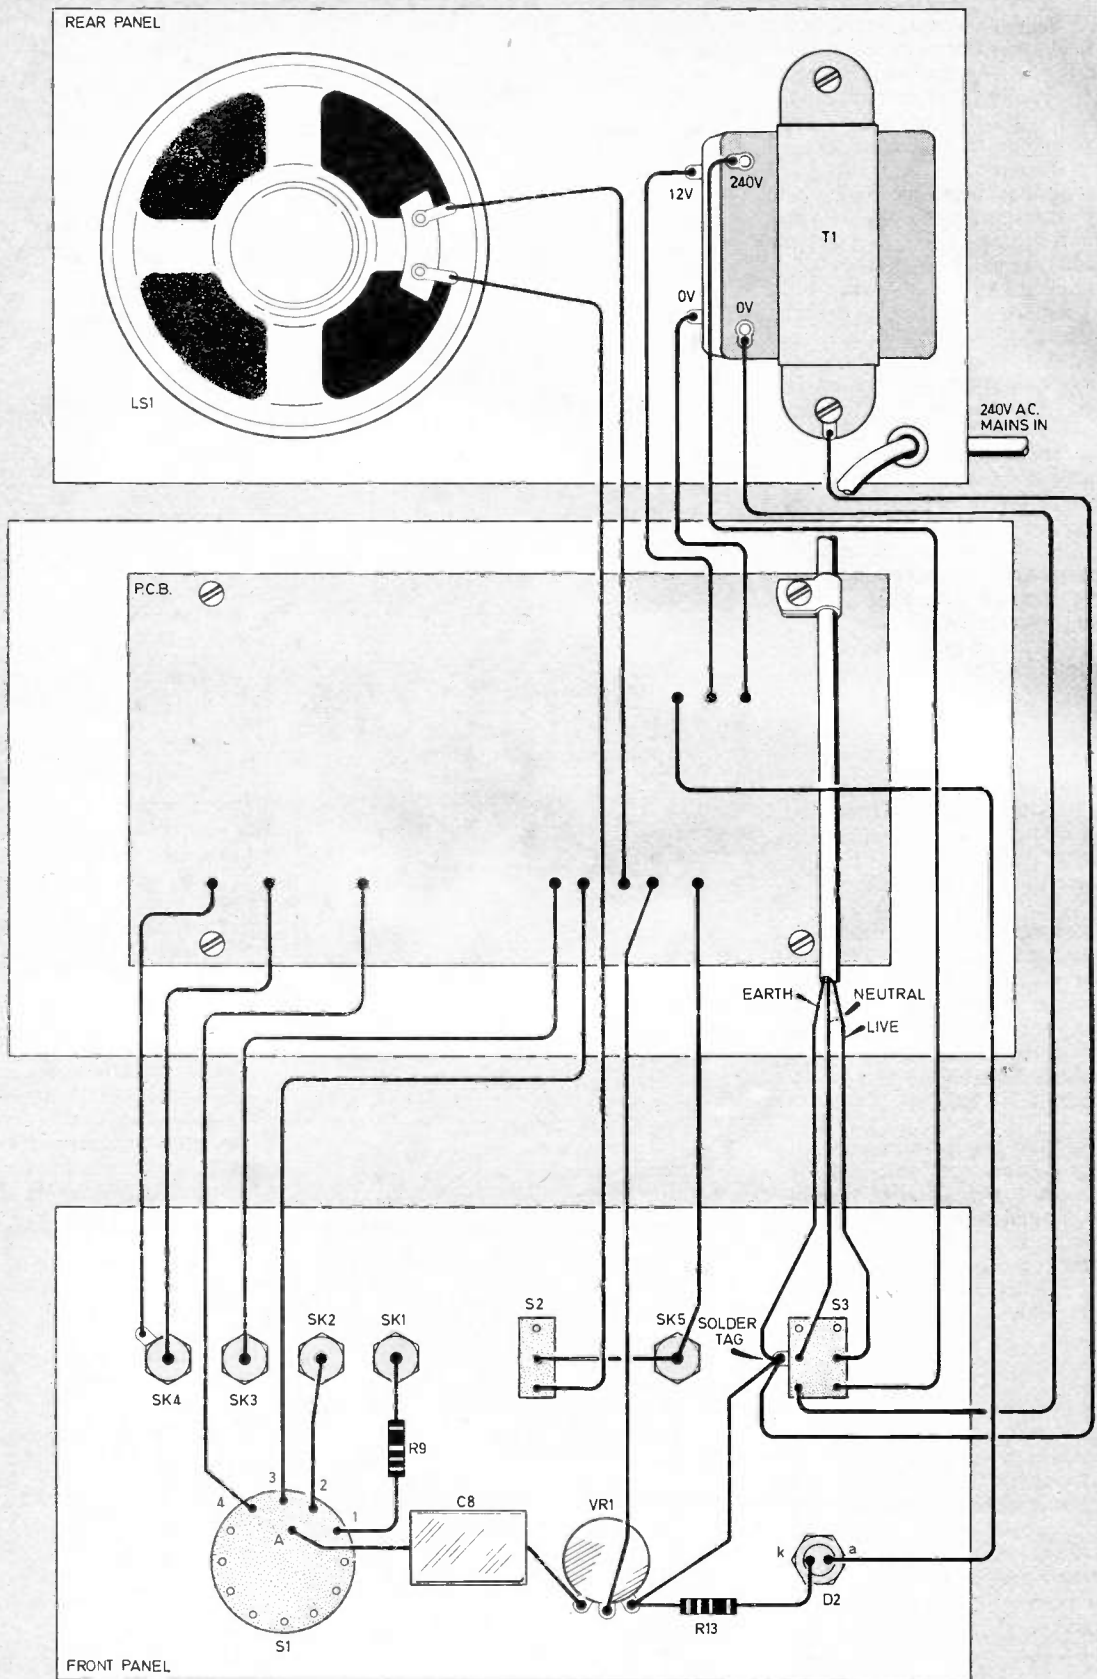 REAR PANEL
12V
240V
T1
0V
0V
LS1
240V A.C.
MAINS IN
P.C.B.
EARTH
NEUTRAL
LIVE
SK4
SK3
SK2
SK1
S2
SK5
SOLDER
TAG
S3
R9
4
3
2
1
A
S1
C8
VR1
R13
k
a
D2
FRONT PANEL